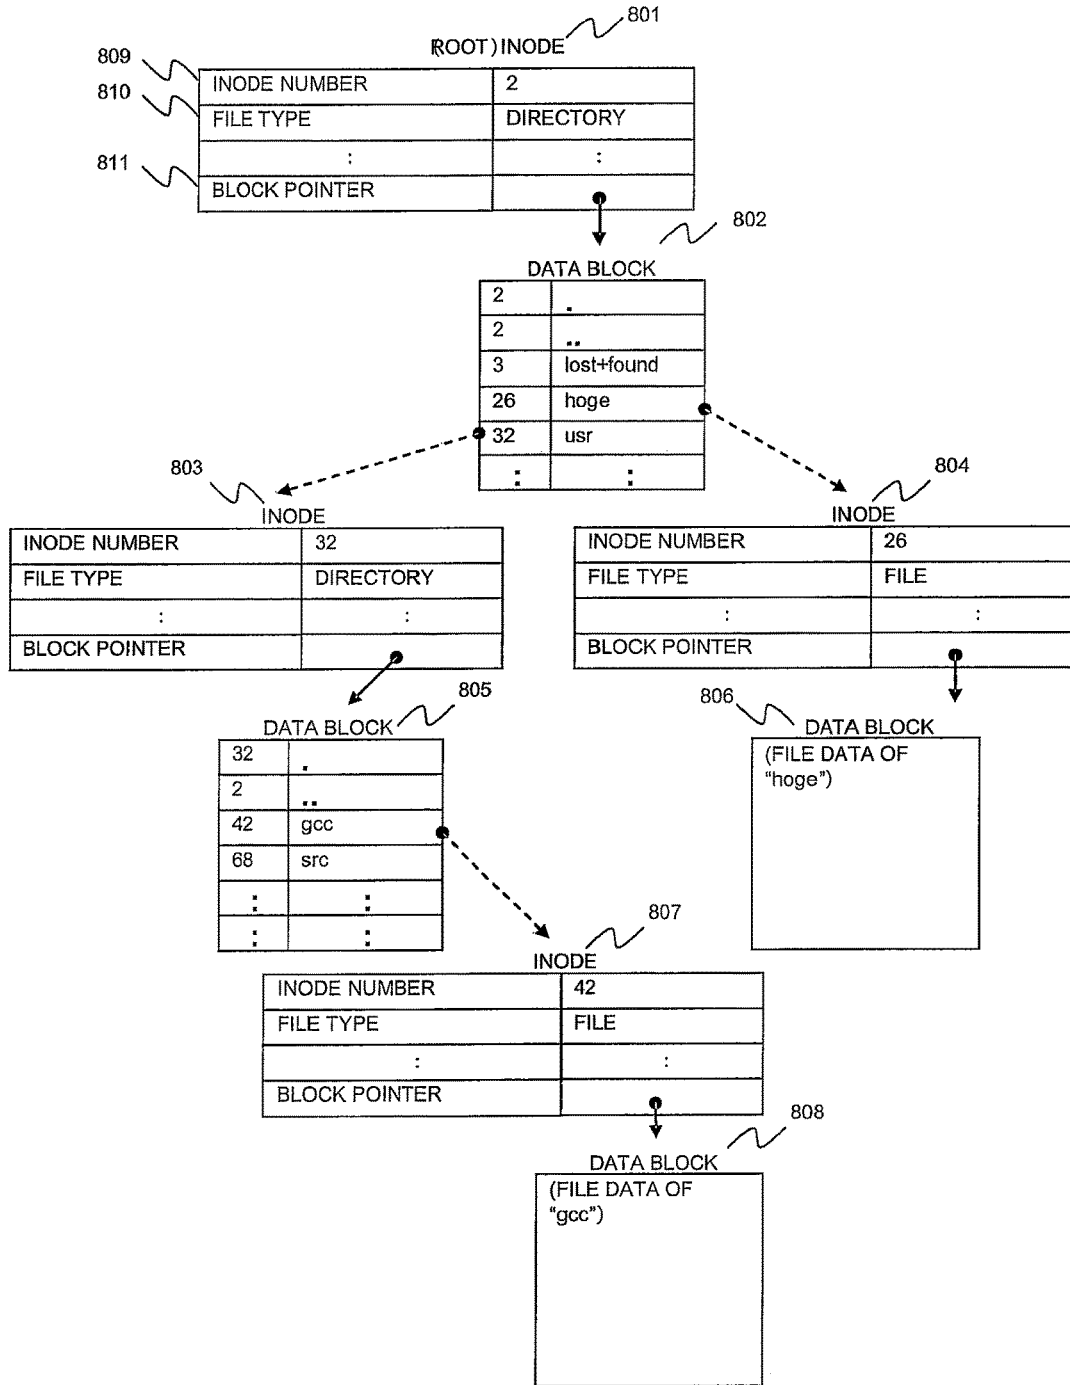 801
(ROOT) INODE
809
INODE NUMBER 2
810
FILE TYPE DIRECTORY
: :
811
BLOCK POINTER
802
DATA BLOCK
2 .
2 ..
3 lost+found
26 hoge
32 usr
: :
803
INODE
INODE NUMBER 32
FILE TYPE DIRECTORY
: :
BLOCK POINTER
804
INODE
INODE NUMBER 26
FILE TYPE FILE
: :
BLOCK POINTER
805
DATA BLOCK
32 .
2 ..
42 gcc
68 src
: :
: :
806
DATA BLOCK
(FILE DATA OF
"hoge")
807
INODE
INODE NUMBER 42
FILE TYPE FILE
: :
BLOCK POINTER
808
DATA BLOCK
(FILE DATA OF
"gcc")